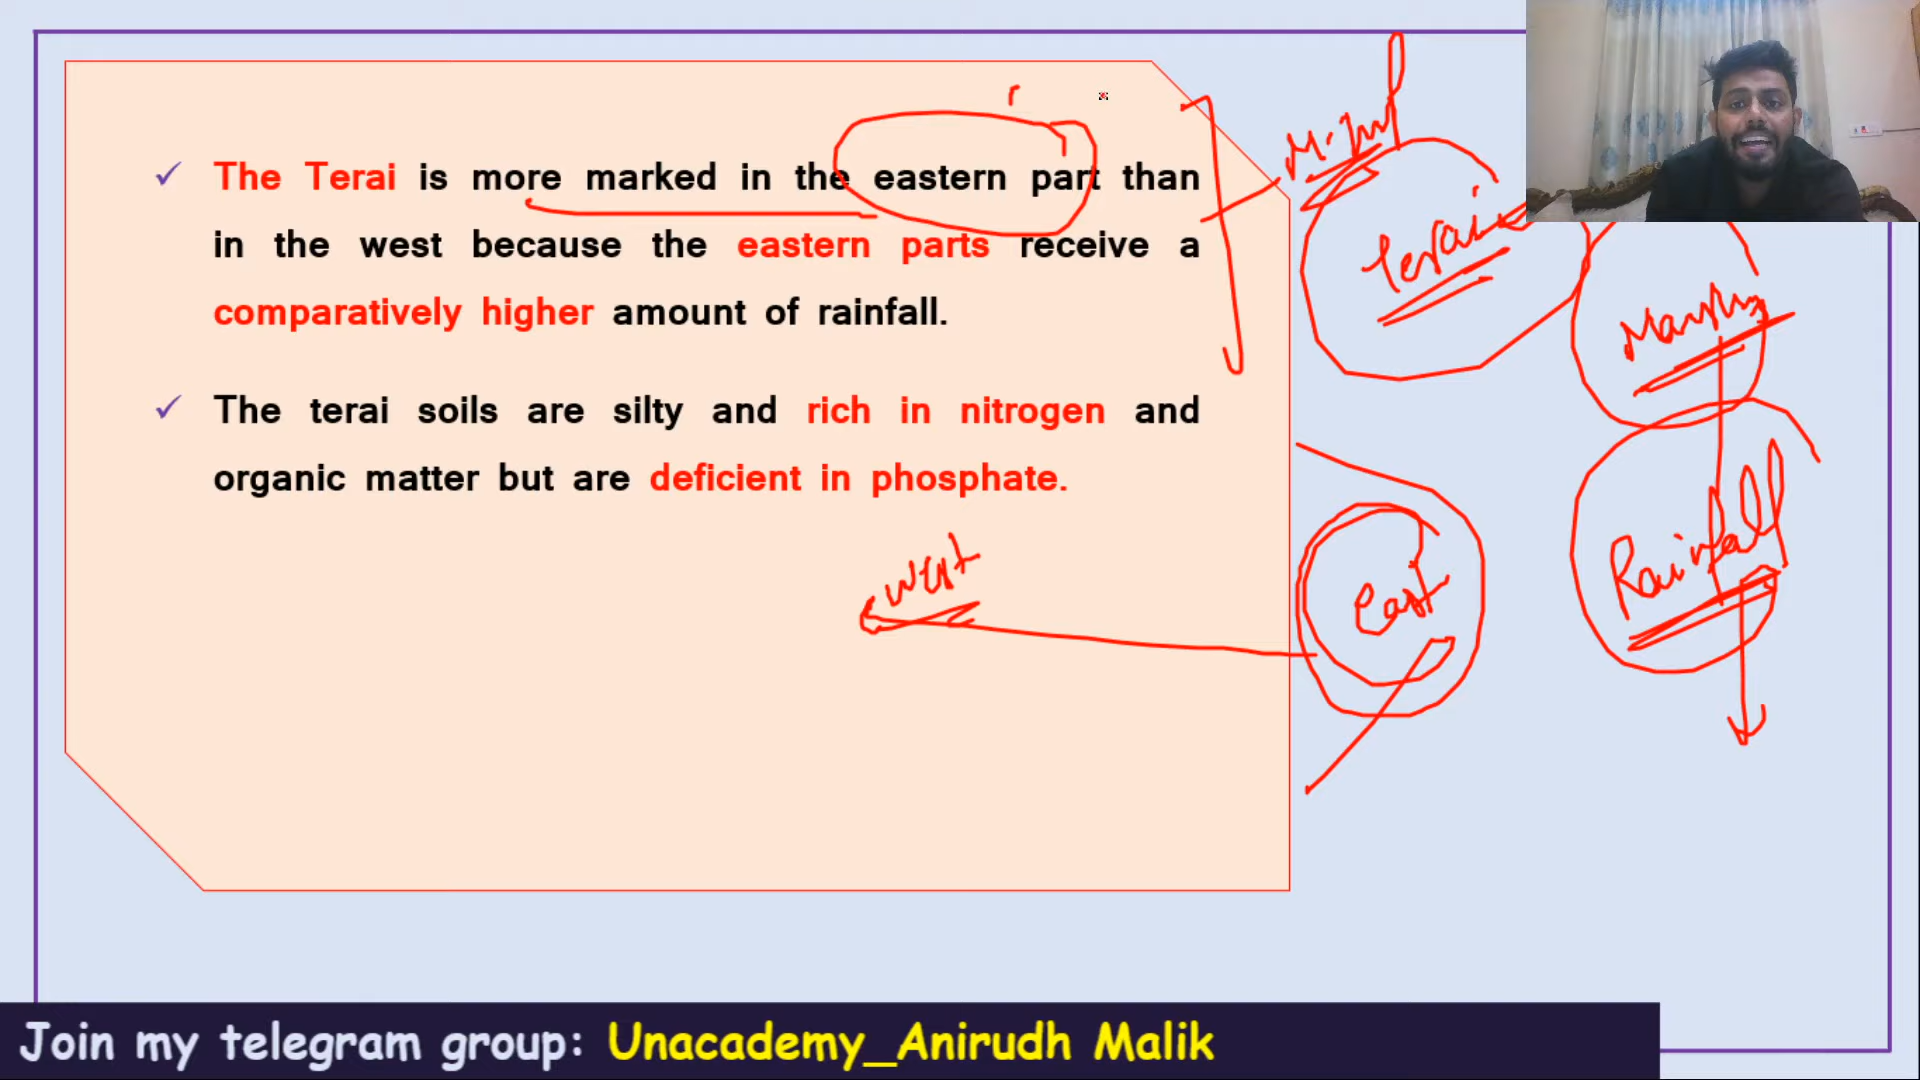 The Terai is more marked in the eastern part than
in the west because the eastern parts receive a
comparatively higher amount of rainfall.
The terai soils are silty and rich in nitrogen and
organic matter but are deficient in phosphate.
M. Imp
Terai
Marshy
Rainfall
West
East
Join my telegram group: Unacademy_Anirudh Malik